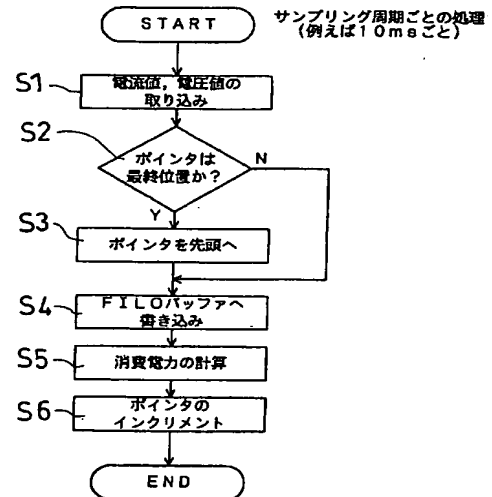 START
サンプリング周期ごとの処理
(例えば10msごと)
S1
電流値，電圧値の
取り込み
S2
ポインタは
最終位置か？
N
Y
S3
ポインタを先頭へ
S4
FILOバッファへ
書き込み
S5
消費電力の計算
S6
ポインタの
インクリメント
END